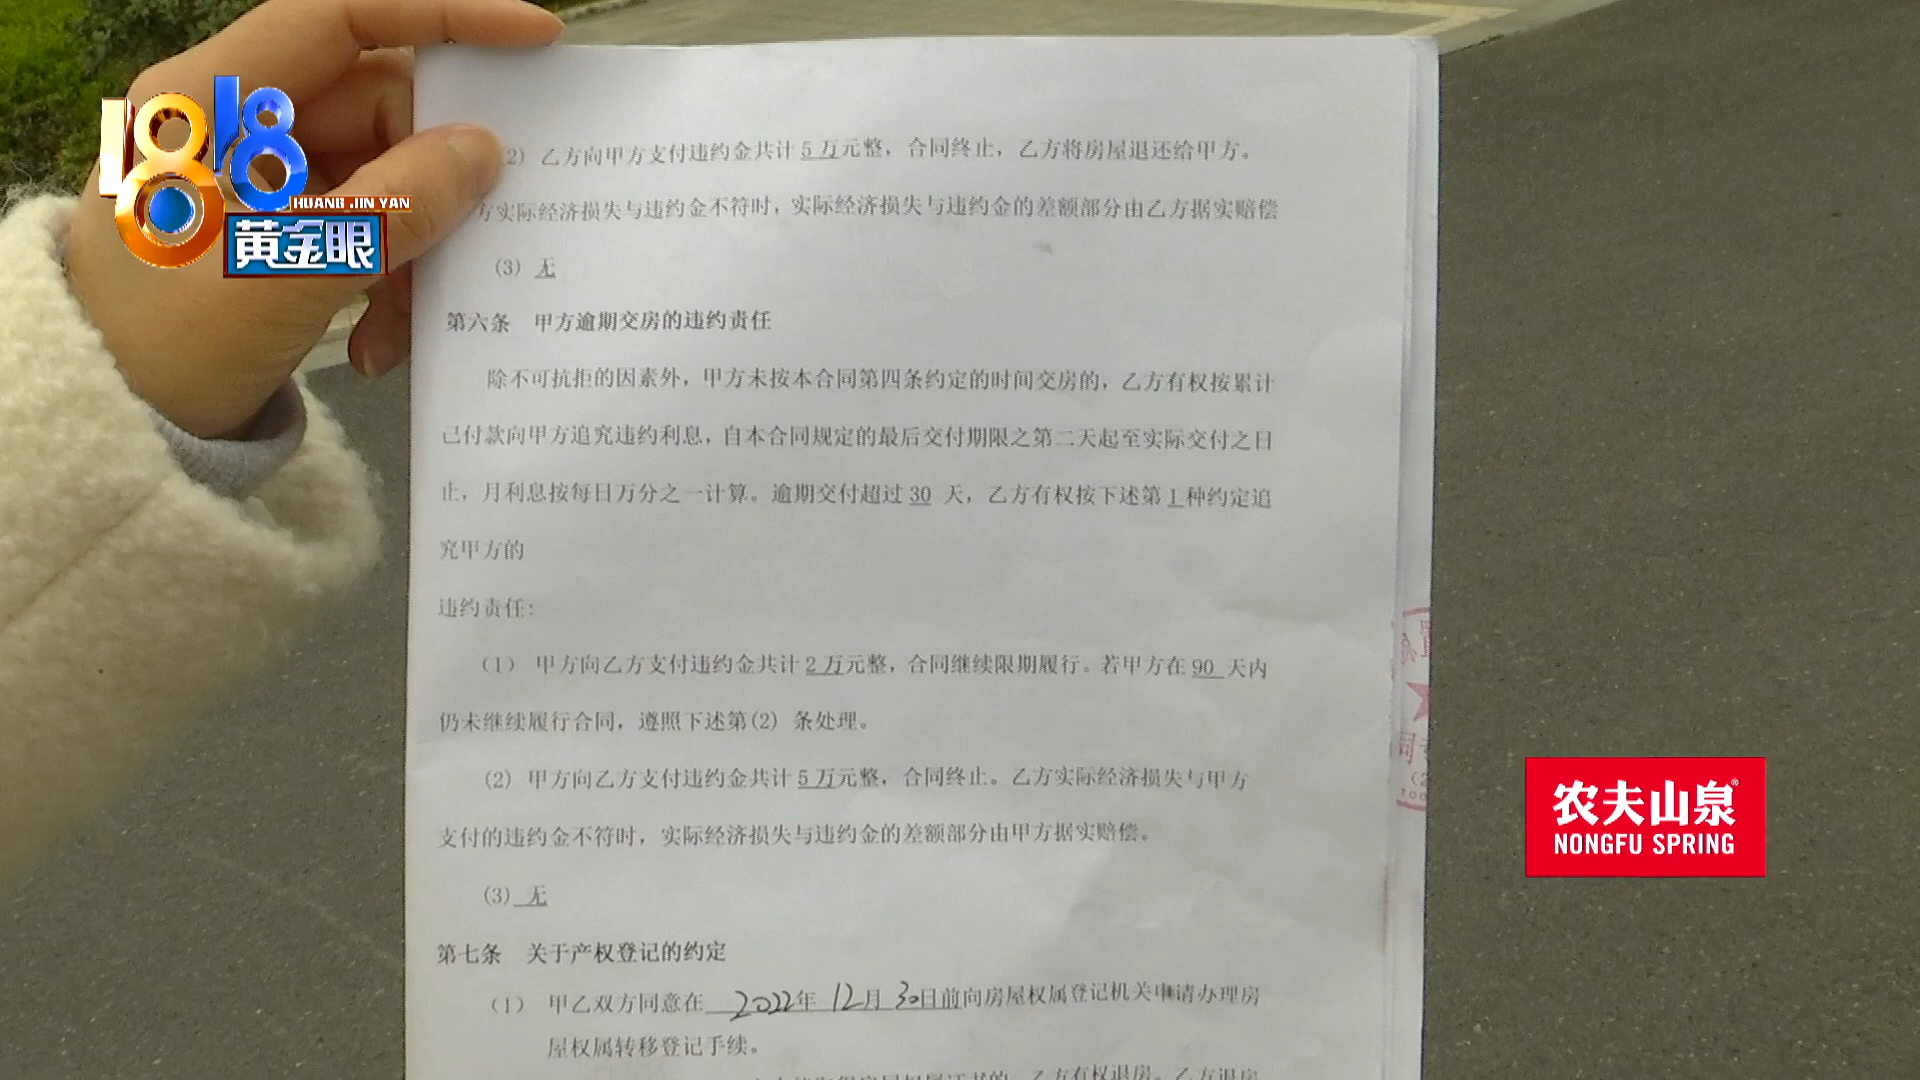 1818
HUANG JIN YAN
黄金眼
2) 乙方向甲方支付违约金共计 5 万元整，合同终止，乙方将房屋退还给甲方。
方实际经济损失与违约金不符时，实际经济损失与违约金的差额部分由乙方据实赔偿
(3) 无
第六条 甲方逾期交房的违约责任
除不可抗拒的因素外，甲方未按本合同第四条约定的时间交房的，乙方有权按累计
已付款向甲方追究违约利息，自本合同规定的最后交付期限之第二天起至实际交付之日
止，月利息按每日万分之一计算。逾期交付超过 30 天，乙方有权按下述第 1 种约定追
究甲方的
违约责任：
(1) 甲方向乙方支付违约金共计 2 万元整，合同继续限期履行。若甲方在 90 天内
仍未继续履行合同，遵照下述第(2) 条处理。
(2) 甲方向乙方支付违约金共计 5 万元整，合同终止。乙方实际经济损失与甲方
支付的违约金不符时，实际经济损失与违约金的差额部分由甲方据实赔偿。
(3) 无
第七条 关于产权登记的约定
(1) 甲乙双方同意在 2022年 12月 30日前向房屋权属登记机关申请办理房
屋权属转移登记手续。
乙方有权退房。乙方退房
农夫山泉
NONGFU SPRING